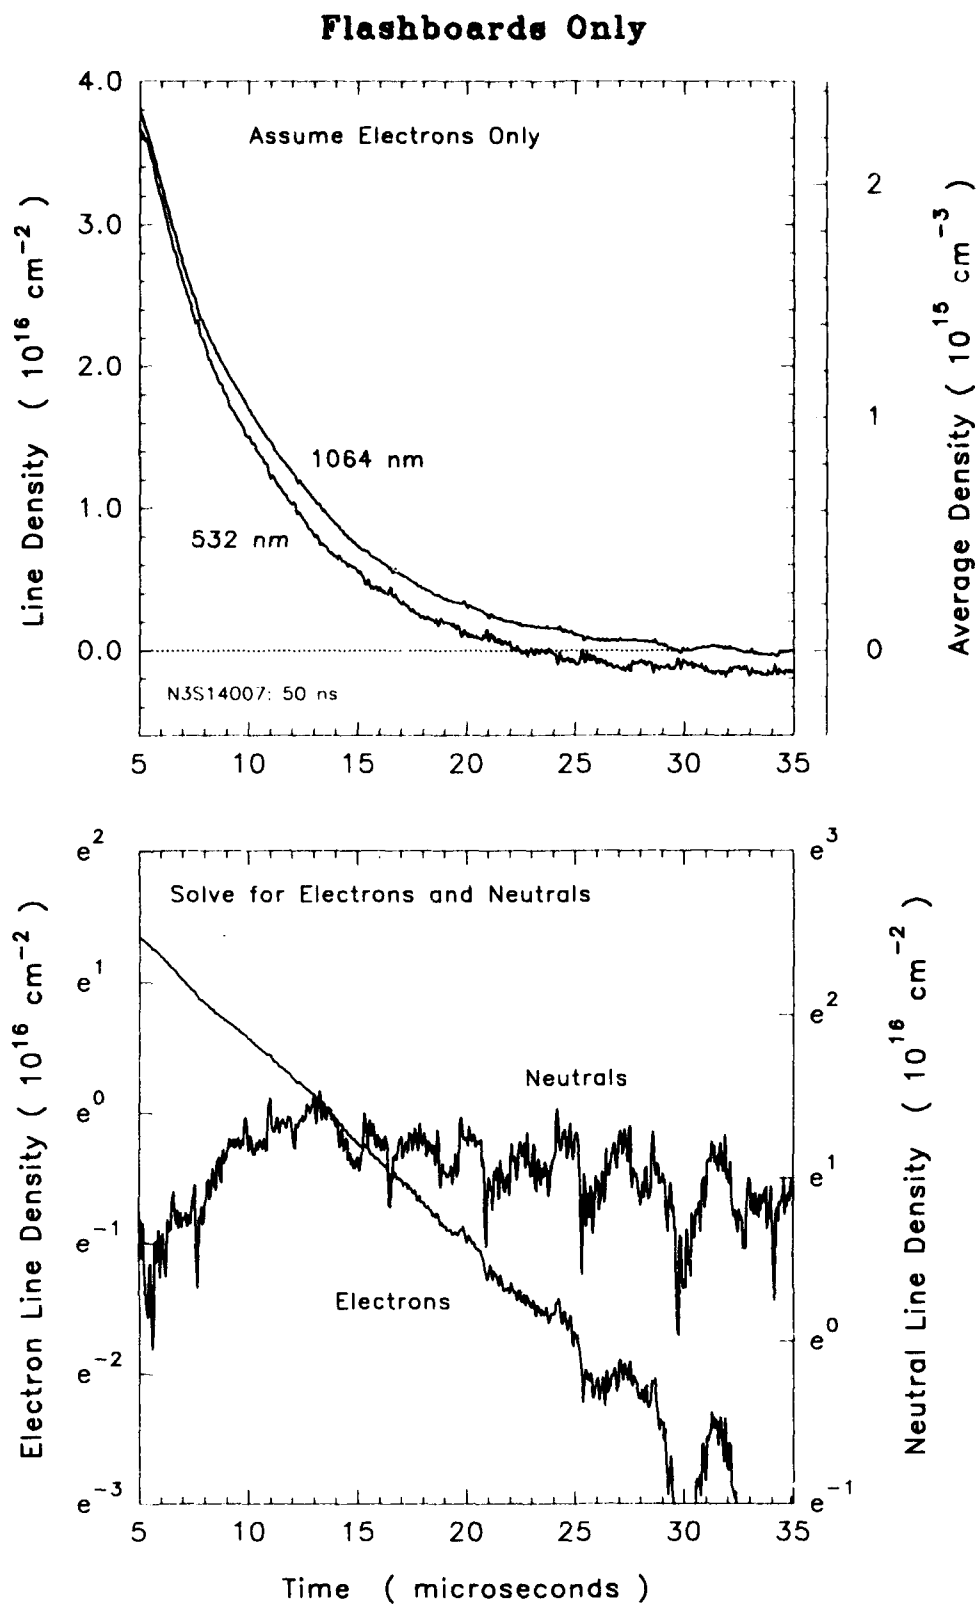 Flashboards Only
4.0
3.0
2.0
1.0
0.0
Line Density ( 10^16 cm^-2 )
Assume Electrons Only
1064 nm
532 nm
N3S14007: 50 ns
2
1
0
Average Density ( 10^15 cm^-3 )
5 10 15 20 25 30 35
e^2
e^1
e^0
e^-1
e^-2
e^-3
Electron Line Density ( 10^16 cm^-2 )
Solve for Electrons and Neutrals
Neutrals
Electrons
e^3
e^2
e^1
e^0
e^-1
Neutral Line Density ( 10^16 cm^-2 )
5 10 15 20 25 30 35
Time ( microseconds )